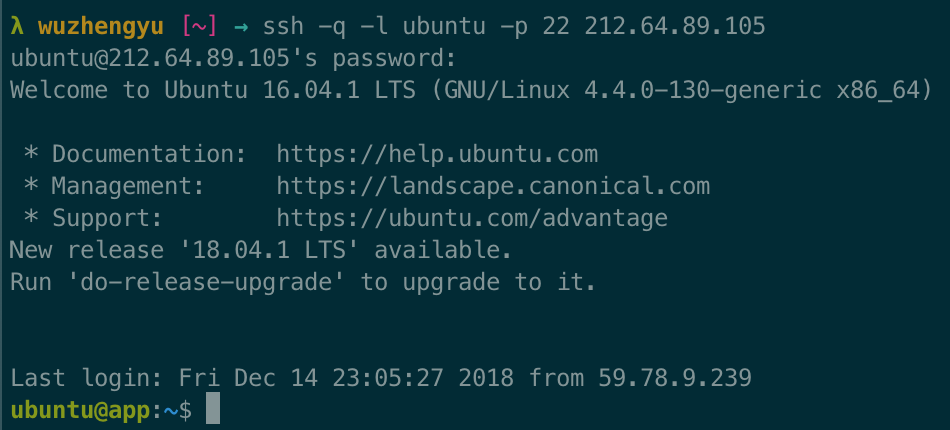 λ wuzhengyu [~] → ssh -q -l ubuntu -p 22 212.64.89.105
ubuntu@212.64.89.105's password:
Welcome to Ubuntu 16.04.1 LTS (GNU/Linux 4.4.0-130-generic x86_64)
* Documentation:  https://help.ubuntu.com
* Management:     https://landscape.canonical.com
* Support:        https://ubuntu.com/advantage
New release '18.04.1 LTS' available.
Run 'do-release-upgrade' to upgrade to it.
Last login: Fri Dec 14 23:05:27 2018 from 59.78.9.239
ubuntu@app:~$